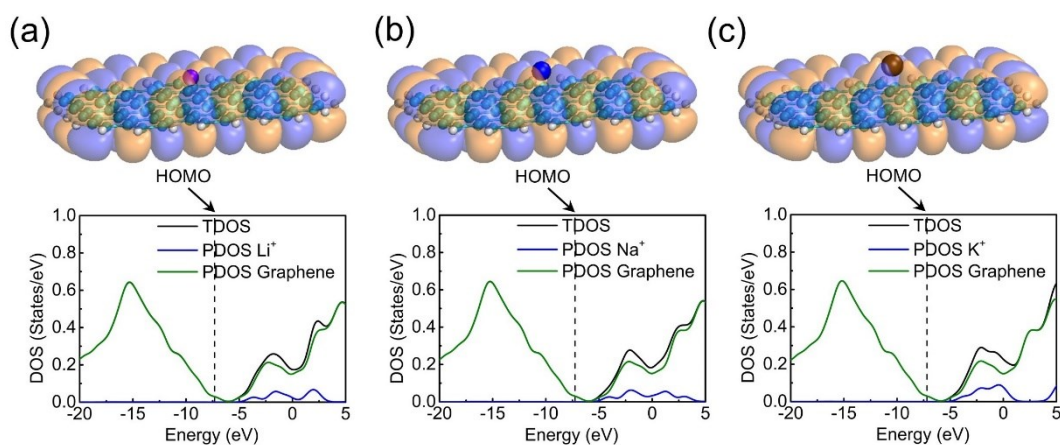 (a)
HOMO
TDOS
PDOS Li⁺
PDOS Graphene
DOS (States/eV)
1.0
0.8
0.6
0.4
0.2
0.0
-20 -15 -10 -5 0 5
Energy (eV)
(b)
HOMO
TDOS
PDOS Na⁺
PDOS Graphene
DOS (States/eV)
1.0
0.8
0.6
0.4
0.2
0.0
-20 -15 -10 -5 0 5
Energy (eV)
(c)
HOMO
TDOS
PDOS K⁺
PDOS Graphene
DOS (States/eV)
1.0
0.8
0.6
0.4
0.2
0.0
-20 -15 -10 -5 0 5
Energy (eV)